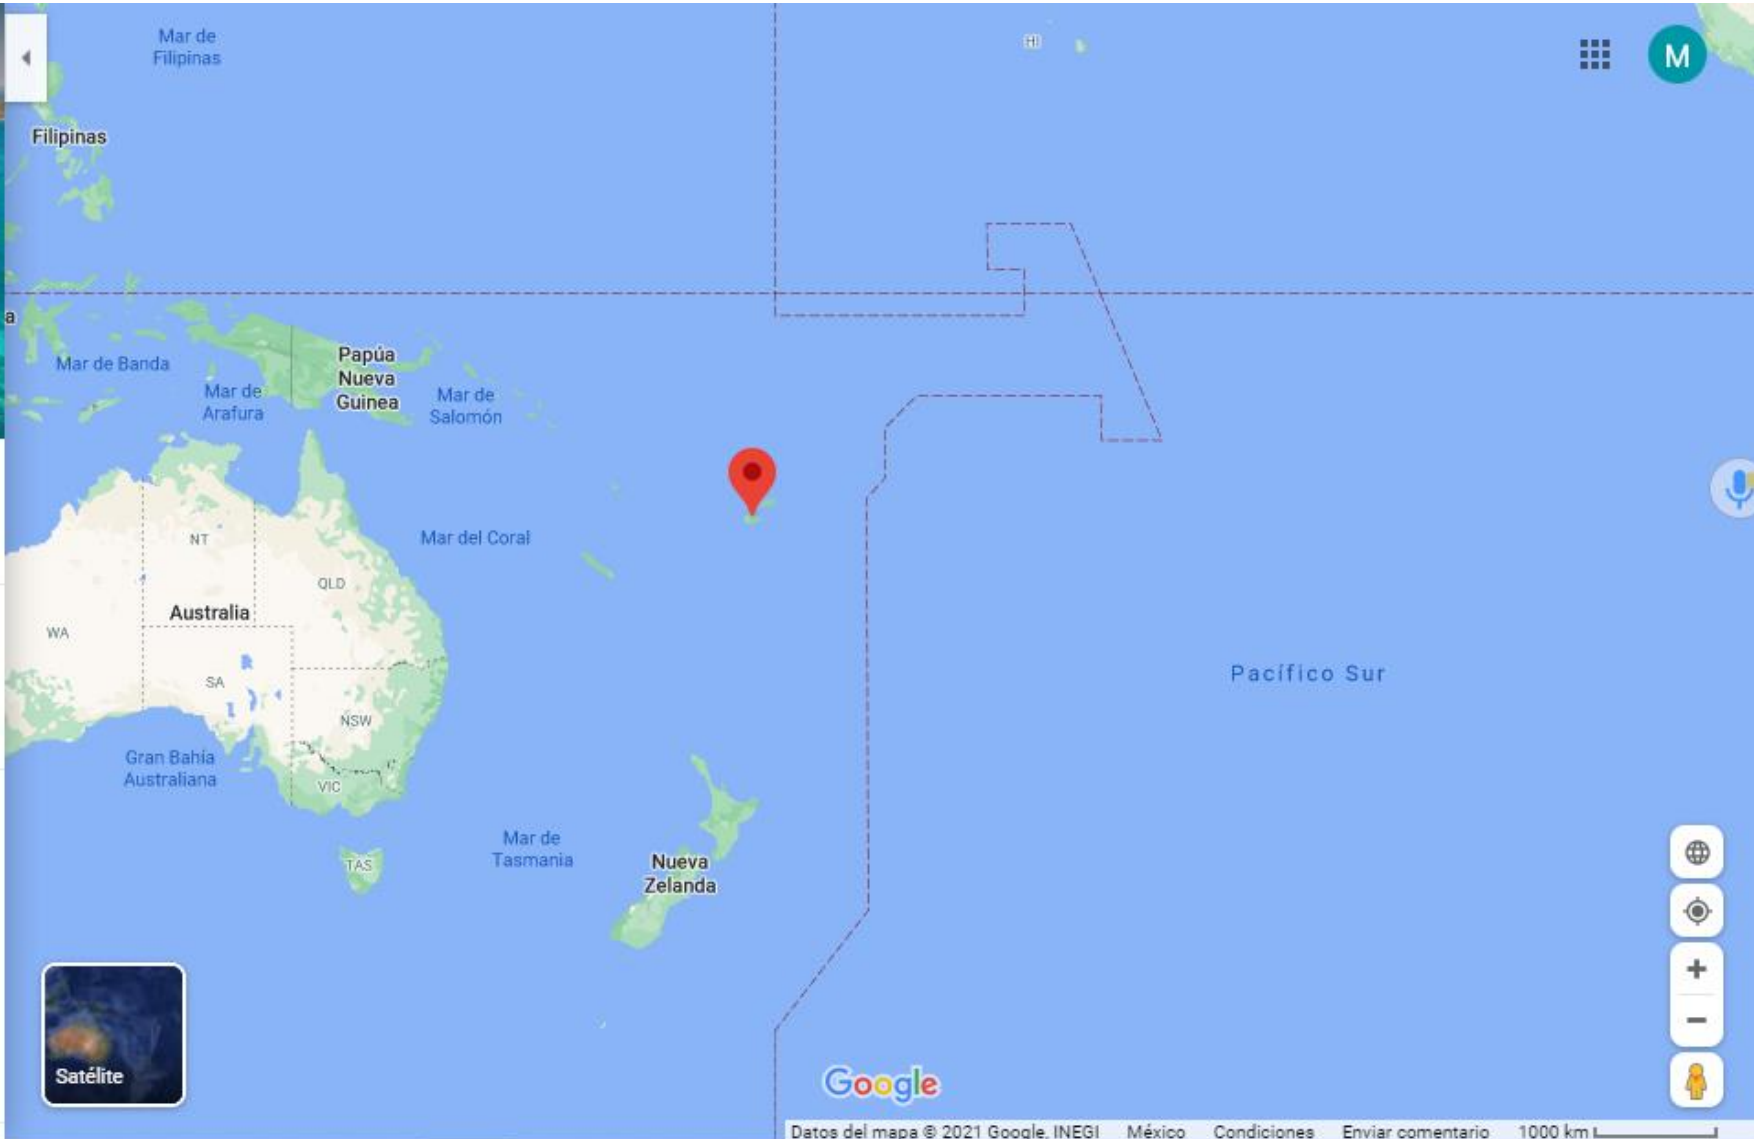 Mar de
Filipinas
HI
M
Filipinas
a
Papúa
Nueva
Guinea
Mar de Banda
Mar de
Arafura
Mar de
Salomón
NT
Mar del Coral
QLD
Australia
WA
SA
Pacífico Sur
NSW
Gran Bahía
Australiana
VIC
Mar de
Tasmania
TAS
Nueva
Zelanda
Satélite
Google
Datos del mapa © 2021 Google, INEGI México Condiciones Enviar comentario 1000 km